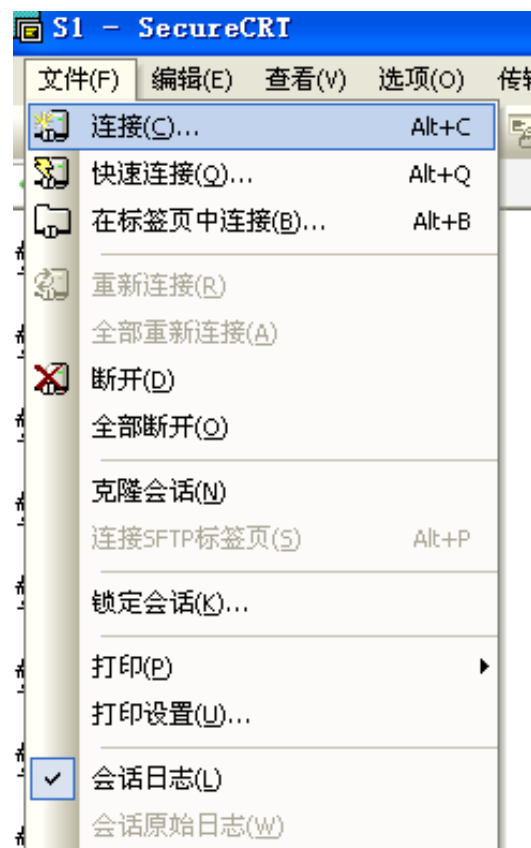 S1 - SecureCRT
文件(F) 编辑(E) 查看(V) 选项(O)
连接(C)... Alt+C
快速连接(Q)... Alt+Q
在标签页中连接(B)... Alt+B
重新连接(R)
全部重新连接(A)
断开(D)
全部断开(O)
克隆会话(N)
连接SFTP标签页(S) Alt+P
锁定会话(K)...
打印(P)
打印设置(U)...
会话日志(L)
会话原始日志(W)